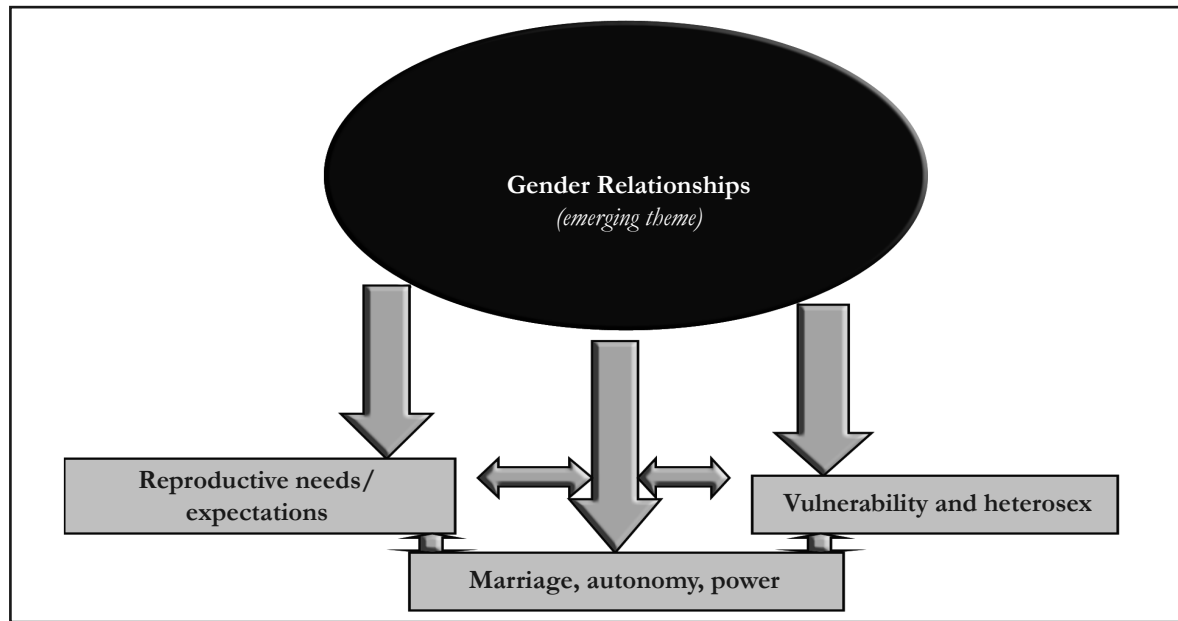 Gender Relationships
(emerging theme)
Reproductive needs/
expectations
Vulnerability and heterosex
Marriage, autonomy, power